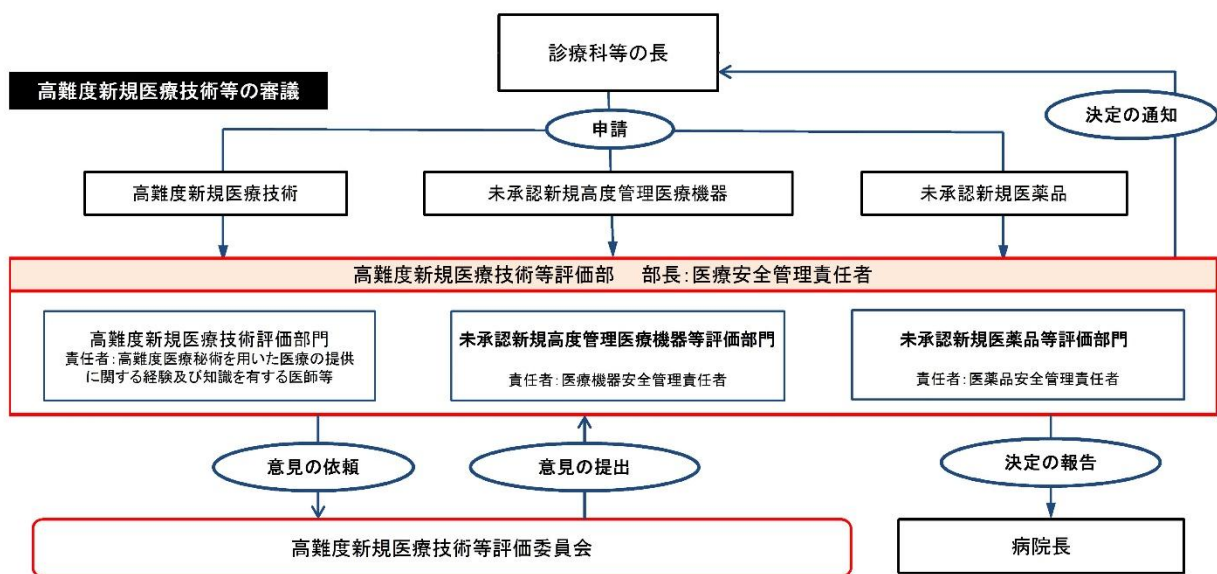 診療科等の長
高難度新規医療技術等の審議
決定の通知
申請
高難度新規医療技術
未承認新規高度管理医療機器
未承認新規医薬品
高難度新規医療技術等評価部　部長：医療安全管理責任者
高難度新規医療技術評価部門
責任者：高難度医療秘術を用いた医療の提供
に関する経験及び知識を有する医師等
未承認新規高度管理医療機器等評価部門
責任者：医療機器安全管理責任者
未承認新規医薬品等評価部門
責任者：医薬品安全管理責任者
意見の依頼
意見の提出
決定の報告
高難度新規医療技術等評価委員会
病院長